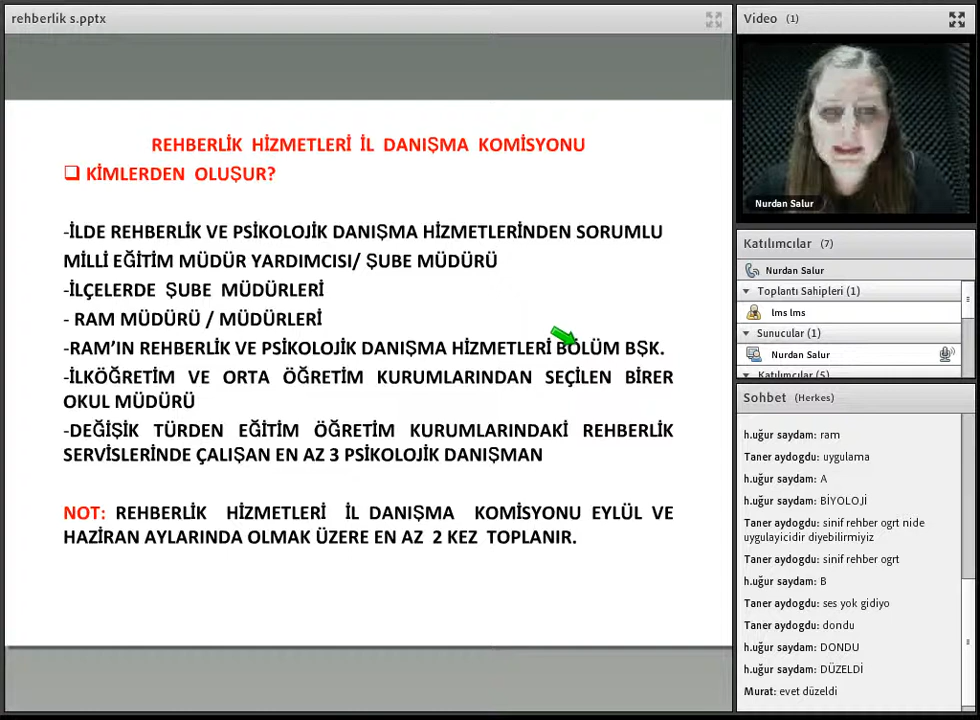 rehberlik s.pptx
REHBERLİK HİZMETLERİ İL DANIŞMA KOMİSYONU
KİMLERDEN OLUŞUR?
-İLDE REHBERLİK VE PSİKOLOJİK DANIŞMA HİZMETLERİNDEN SORUMLU
MİLLİ EĞİTİM MÜDÜR YARDIMCISI/ ŞUBE MÜDÜRÜ
-İLÇELERDE ŞUBE MÜDÜRLERİ
- RAM MÜDÜRÜ / MÜDÜRLERİ
-RAM'IN REHBERLİK VE PSİKOLOJİK DANIŞMA HİZMETLERİ BÖLÜM BŞK.
-İLKÖĞRETİM VE ORTA ÖĞRETİM KURUMLARINDAN SEÇİLEN BİRER
OKUL MÜDÜRÜ
-DEĞİŞİK TÜRDEN EĞİTİM ÖĞRETİM KURUMLARINDAKİ REHBERLİK
SERVİSLERİNDE ÇALIŞAN EN AZ 3 PSİKOLOJİK DANIŞMAN
NOT: REHBERLİK HİZMETLERİ İL DANIŞMA KOMİSYONU EYLÜL VE
HAZİRAN AYLARINDA OLMAK ÜZERE EN AZ 2 KEZ TOPLANIR.
Video (1)
Nurdan Salur
Katılımcılar (7)
Nurdan Salur
Toplantı Sahipleri (1)
lms lms
Sunucular (1)
Nurdan Salur
Katılımcılar (5)
Sohbet (Herkes)
h.uğur saydam: ram
Taner aydogdu: uygulama
h.uğur saydam: A
h.uğur saydam: BİYOLOJİ
Taner aydogdu: sinif rehber ogrt nide
uygulayicidir diyebilirmiyiz
Taner aydogdu: sinif rehber ogrt
h.uğur saydam: B
Taner aydogdu: ses yok gidiyo
Taner aydogdu: dondu
h.uğur saydam: DONDU
h.uğur saydam: DÜZELDİ
Murat: evet düzeldi